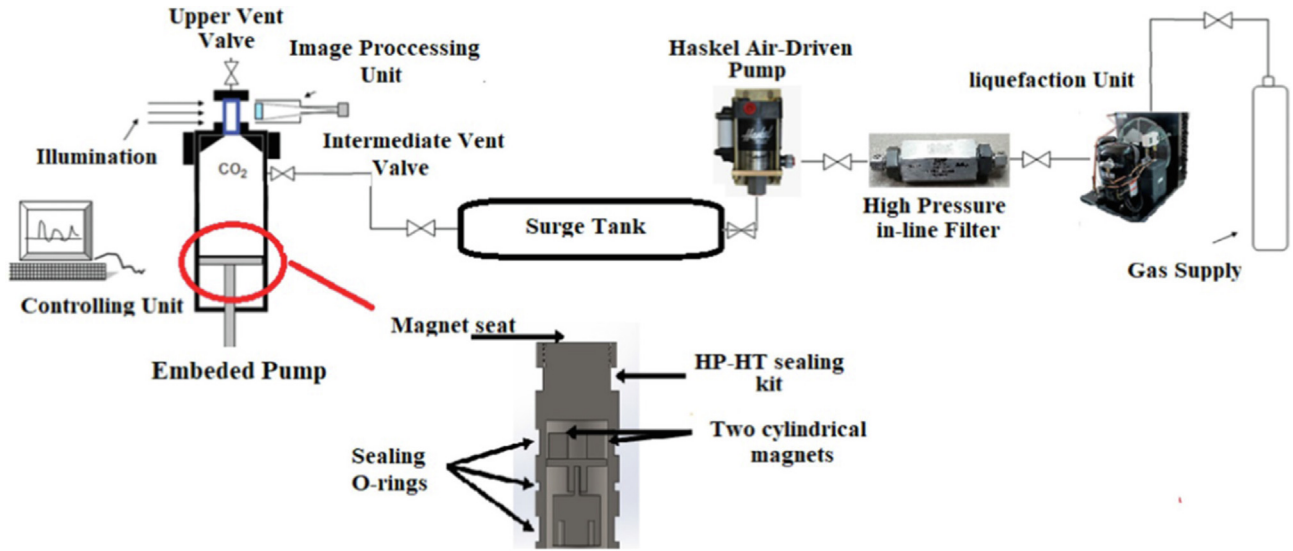 Upper Vent
Valve
Image Proccessing
Unit
Haskel Air-Driven
Pump
liquefaction Unit
Illumination
CO2
Intermediate Vent
Valve
Surge Tank
High Pressure
in-line Filter
Gas Supply
Controlling Unit
Embeded Pump
Magnet seat
HP-HT sealing
kit
Two cylindrical
magnets
Sealing
O-rings